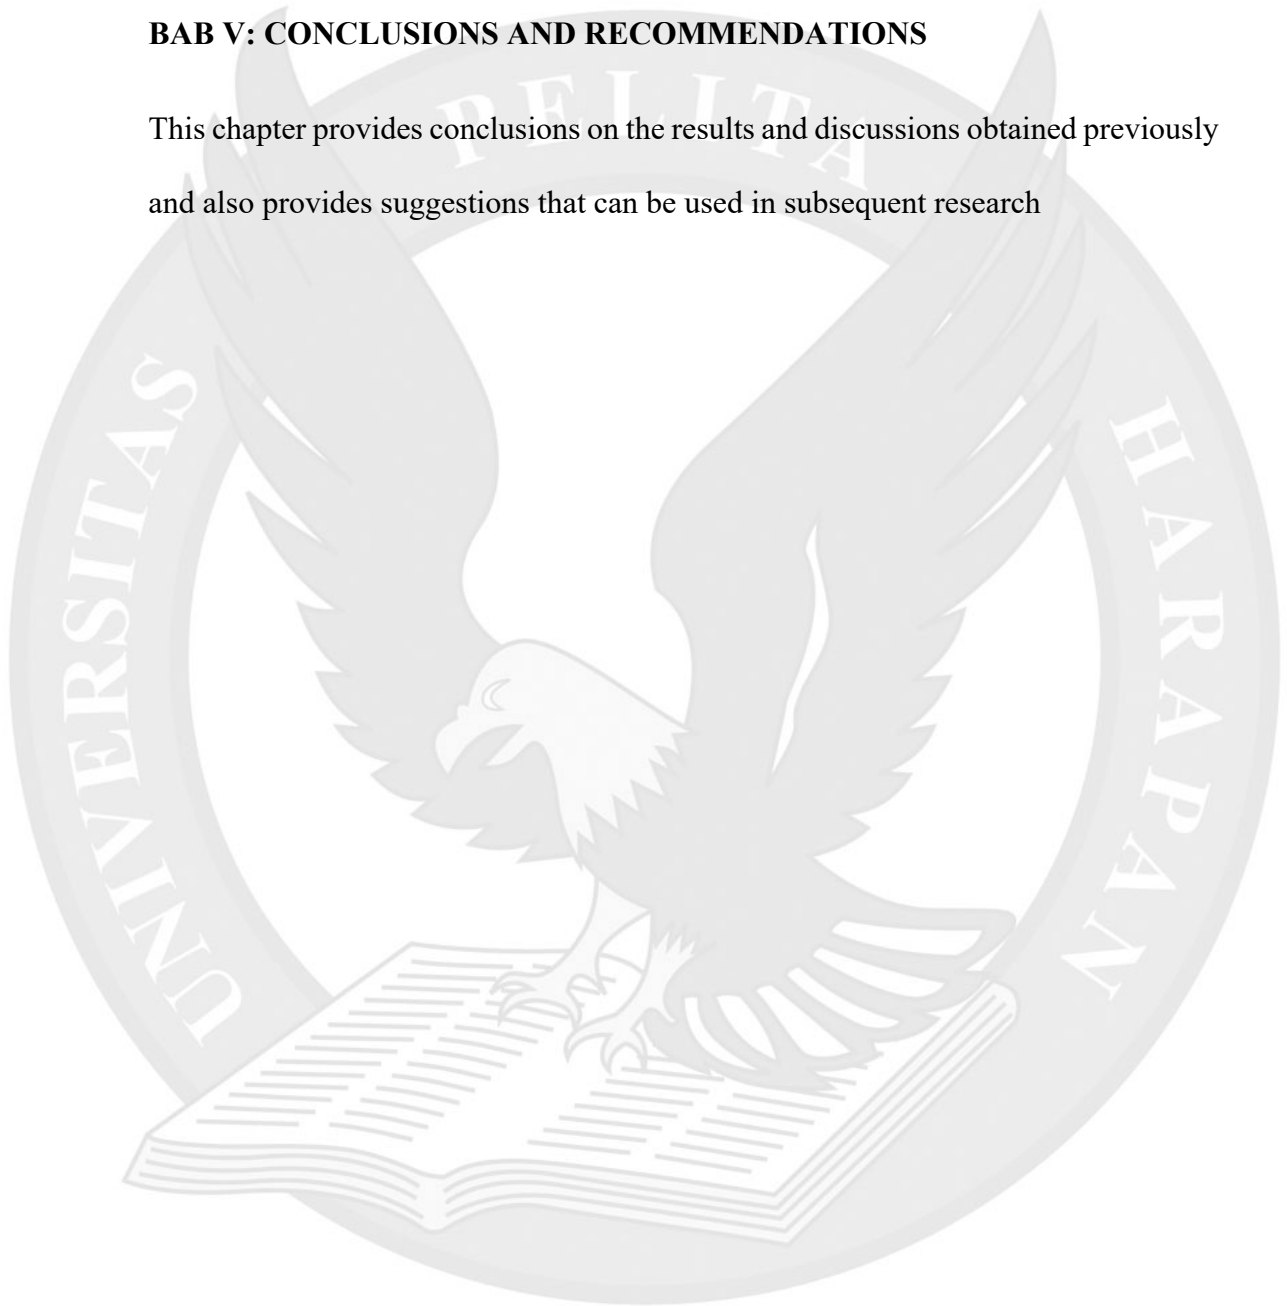 BAB V: CONCLUSIONS AND RECOMMENDATIONS
This chapter provides conclusions on the results and discussions obtained previously
and also provides suggestions that can be used in subsequent research
UNIVERSITAS
PELITA
HARAPAN